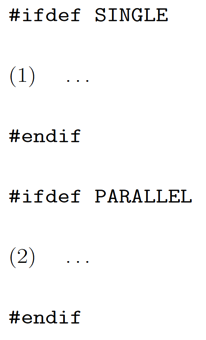 #ifdef SINGLE
(1) ...
#endif
#ifdef PARALLEL
(2) ...
#endif